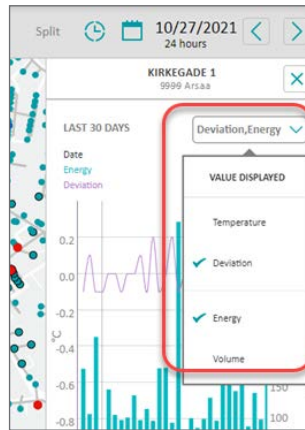 Split
10/27/2021
24 hours
KIRKEGADE 1
9999 Arsaa
LAST 30 DAYS
Deviation,Energy
Date
Energy
Deviation
VALUE DISPLAYED
Temperature
Deviation
Energy
Volume
0.2
0.0
-0.2
-0.4
-0.6
-0.8
°C
150
100